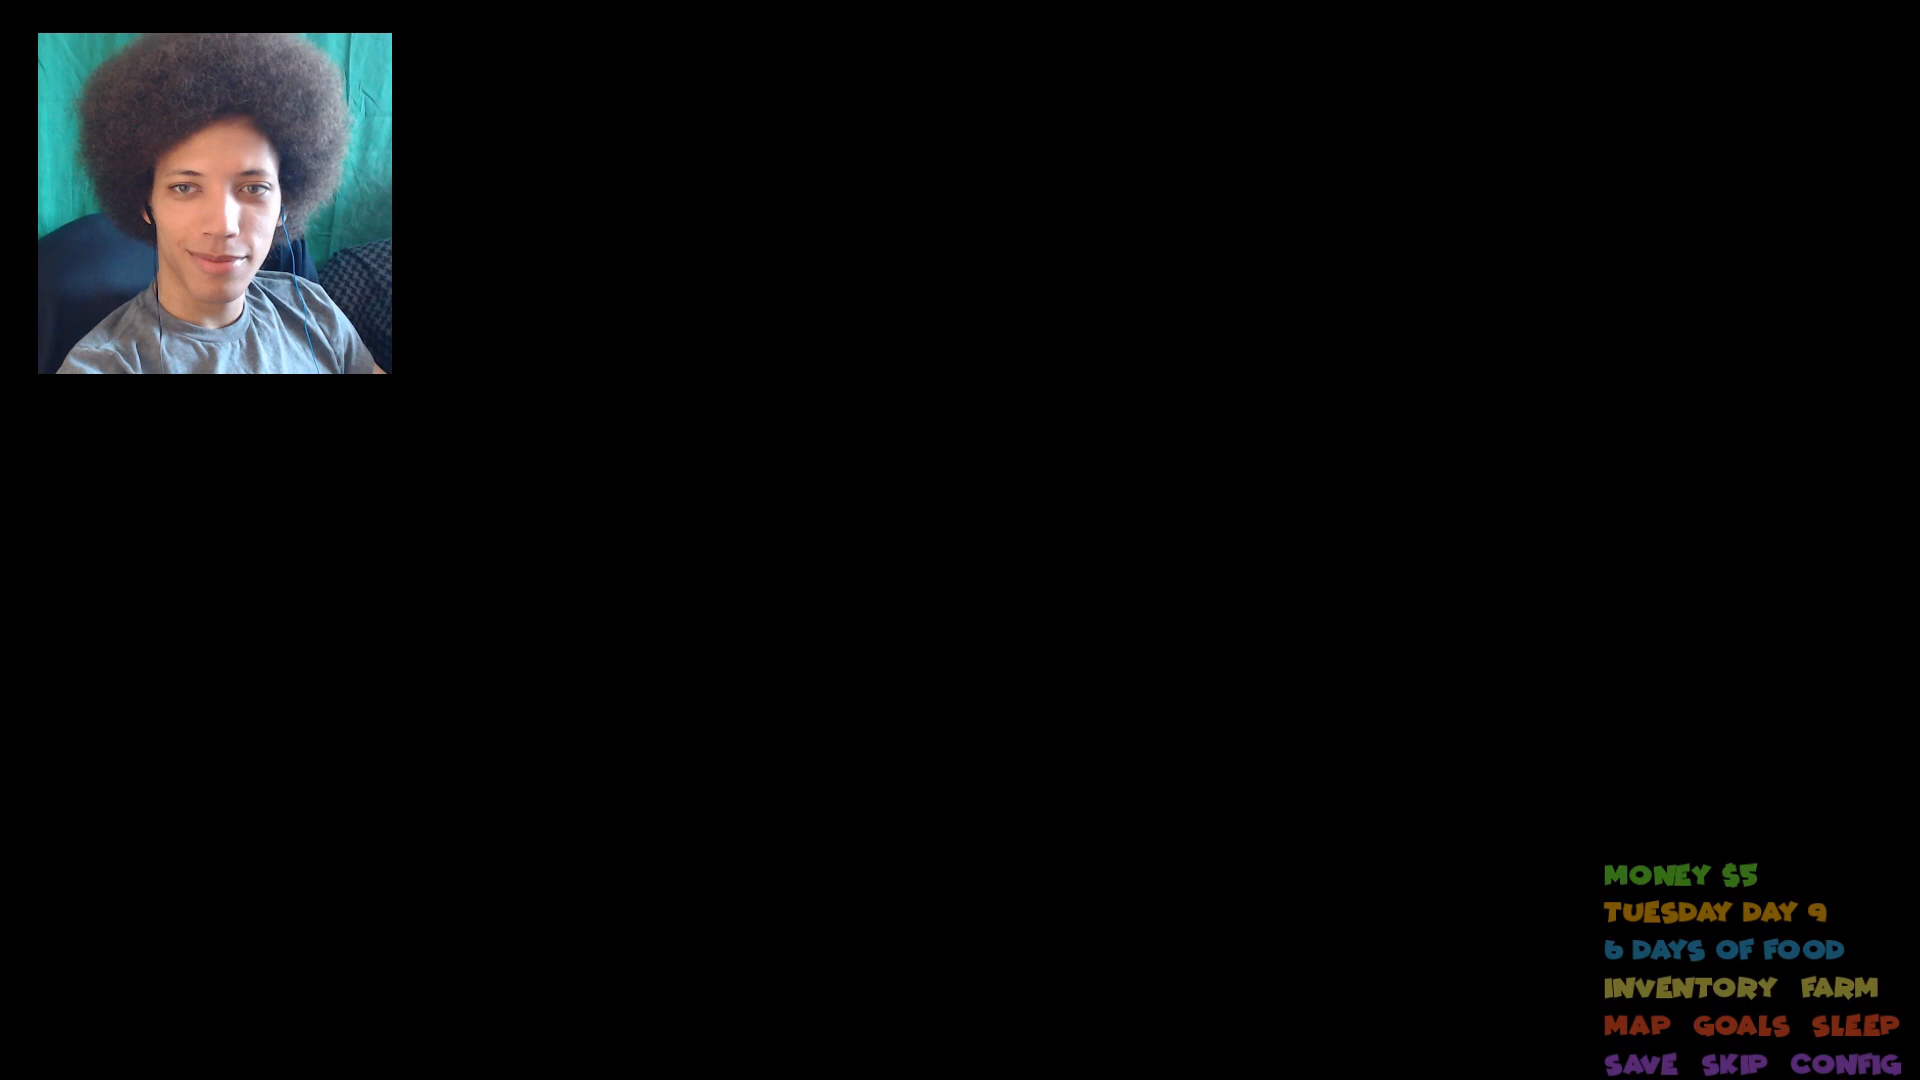 MONEY $5
TUESDAY DAY 9
6 DAYS OF FOOD
INVENTORY FARM
MAP GOALS SLEEP
SAVE SKIP CONFIG